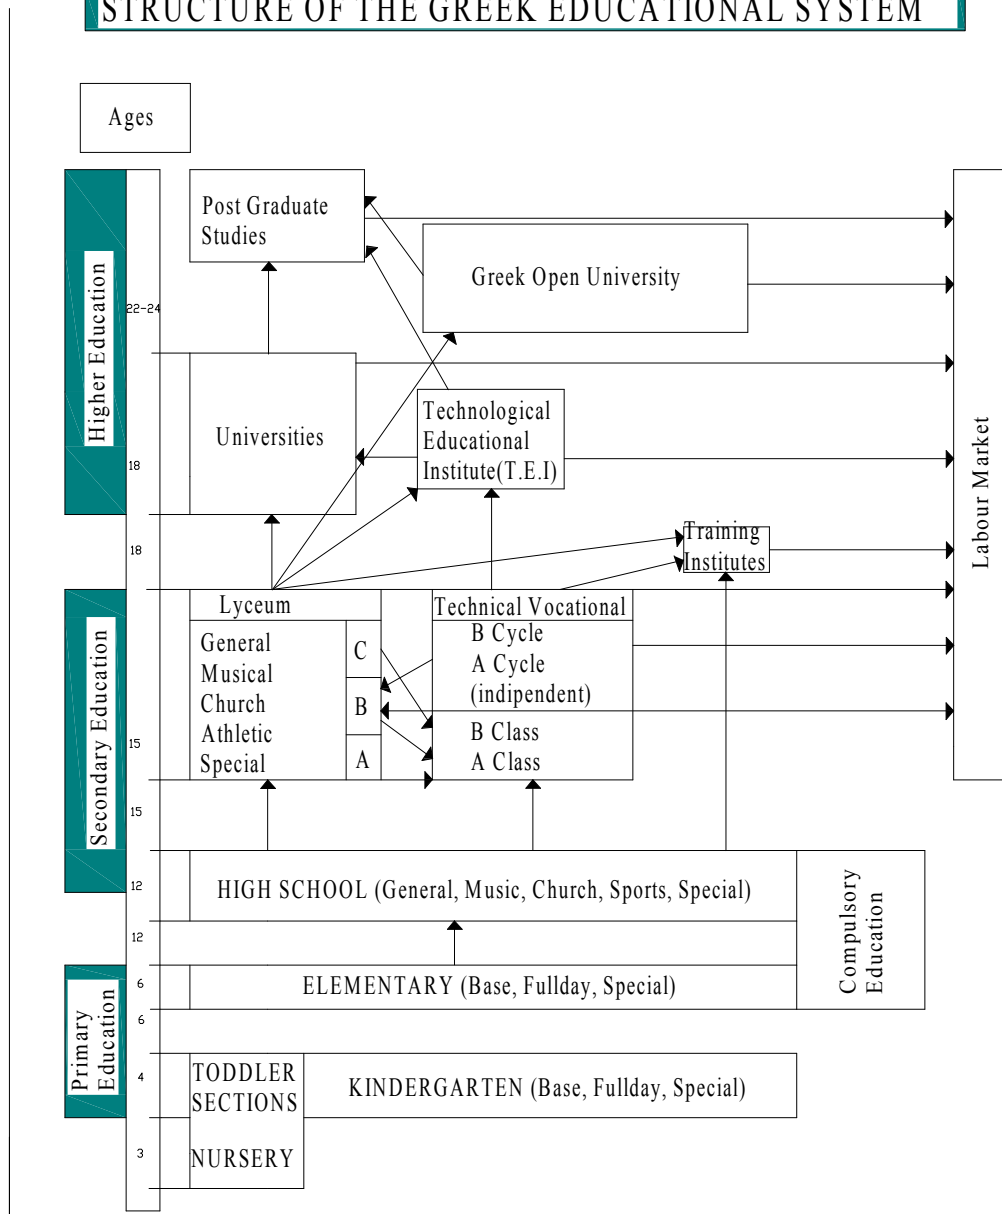 STRUCTURE OF THE GREEK EDUCATIONAL SYSTEM
Ages
Post Graduate
Studies
Greek Open University
22-24
Higher Education
Universities
Technological
Educational
Institute(T.E.I)
18
Labour Market
18
Training
Institutes
Lyceum
Technical Vocational
General
Musical
Church
Athletic
Special
C
B
A
B Cycle
A Cycle
(indipendent)
B Class
A Class
Secondary Education
15
15
12
HIGH SCHOOL (General, Music, Church, Sports, Special)
Compulsory
Education
12
6
ELEMENTARY (Base, Fullday, Special)
6
Primary
Education
4
TODDLER
SECTIONS
KINDERGARTEN (Base, Fullday, Special)
3
NURSERY